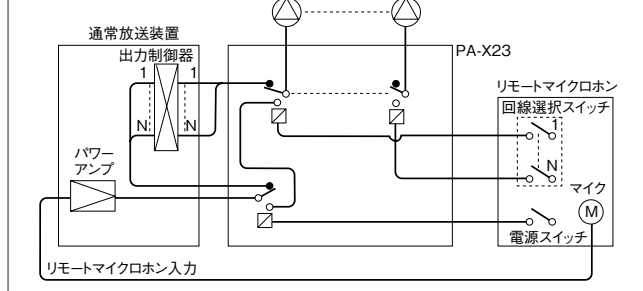 通常放送装置
出力制御器
1
1
N
N
パワー
アンプ
PA-X23
リモートマイクロホン
回線選択スイッチ
1
N
マイク
M
電源スイッチ
リモートマイクロホン入力